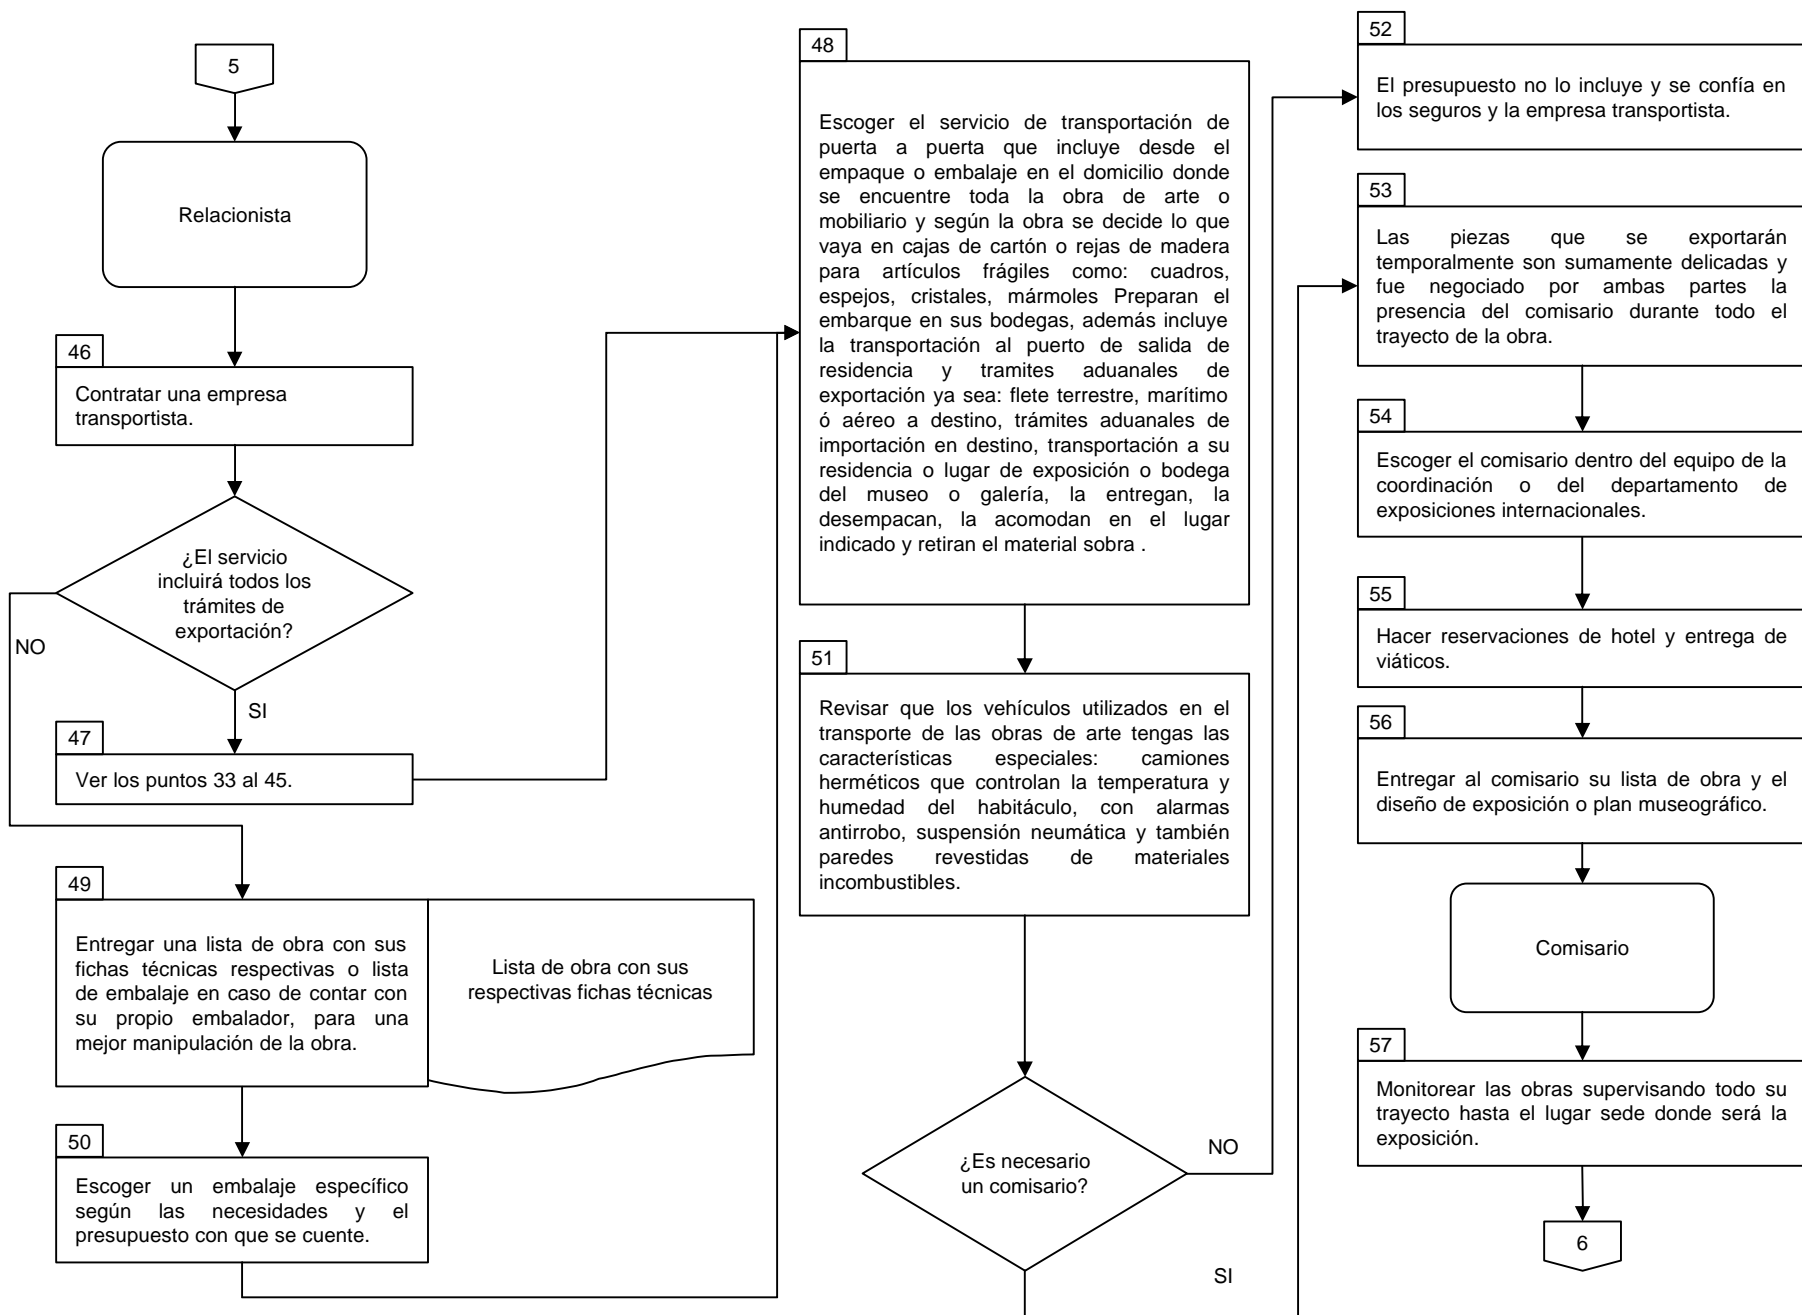 5
Relacionista
46
Contratar una empresa
transportista.
¿El servicio
incluirá todos los
trámites de
exportación?
NO
SI
47
Ver los puntos 33 al 45.
49
Entregar una lista de obra con sus
fichas técnicas respectivas o lista
de embalaje en caso de contar con
su propio embalador, para una
mejor manipulación de la obra.
Lista de obra con sus
respectivas fichas técnicas
50
Escoger un embalaje específico
según las necesidades y el
presupuesto con que se cuente.
48
Escoger el servicio de transportación de
puerta a puerta que incluye desde el
empaque o embalaje en el domicilio donde
se encuentre toda la obra de arte o
mobiliario y según la obra se decide lo que
vaya en cajas de cartón o rejas de madera
para artículos frágiles como: cuadros,
espejos, cristales, mármoles Preparan el
embarque en sus bodegas, además incluye
la transportación al puerto de salida de
residencia y tramites aduanales de
exportación ya sea: flete terrestre, marítimo
ó aéreo a destino, trámites aduanales de
importación en destino, transportación a su
residencia o lugar de exposición o bodega
del museo o galería, la entregan, la
desempacan, la acomodan en el lugar
indicado y retiran el material sobra .
51
Revisar que los vehículos utilizados en el
transporte de las obras de arte tengas las
características especiales: camiones
herméticos que controlan la temperatura y
humedad del habitáculo, con alarmas
antirrobo, suspensión neumática y también
paredes revestidas de materiales
incombustibles.
¿Es necesario
un comisario?
NO
SI
52
El presupuesto no lo incluye y se confía en
los seguros y la empresa transportista.
53
Las piezas que se exportarán
temporalmente son sumamente delicadas y
fue negociado por ambas partes la
presencia del comisario durante todo el
trayecto de la obra.
54
Escoger el comisario dentro del equipo de la
coordinación o del departamento de
exposiciones internacionales.
55
Hacer reservaciones de hotel y entrega de
viáticos.
56
Entregar al comisario su lista de obra y el
diseño de exposición o plan museográfico.
Comisario
57
Monitorear las obras supervisando todo su
trayecto hasta el lugar sede donde será la
exposición.
6